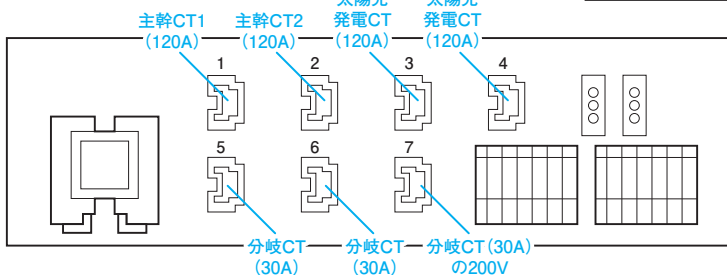 主幹CT1
(120A)
主幹CT2
(120A)
太陽光
発電CT
(120A)
太陽光
発電CT
(120A)
1
2
3
4
5
6
7
分岐CT
(30A)
分岐CT
(30A)
分岐CT(30A)
の200V